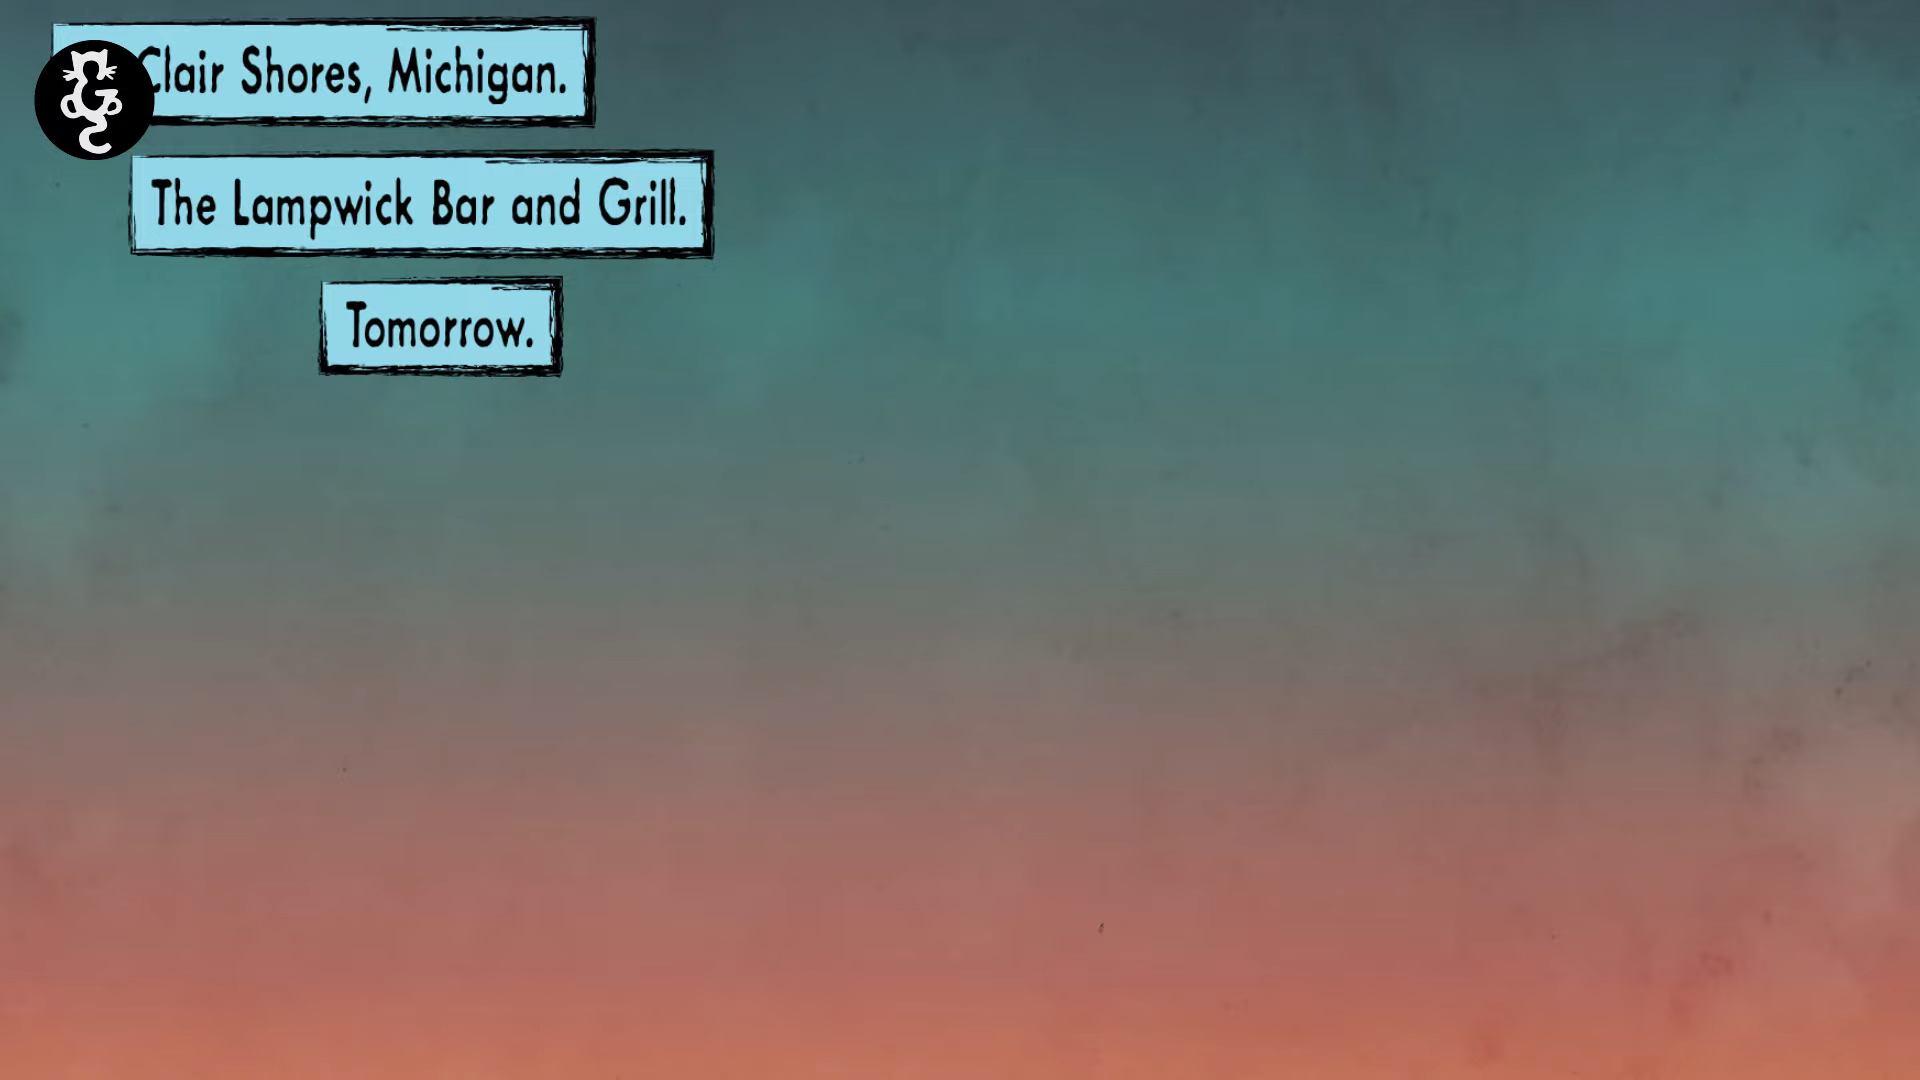 Clair Shores, Michigan.
The Lampwick Bar and Grill.
Tomorrow.